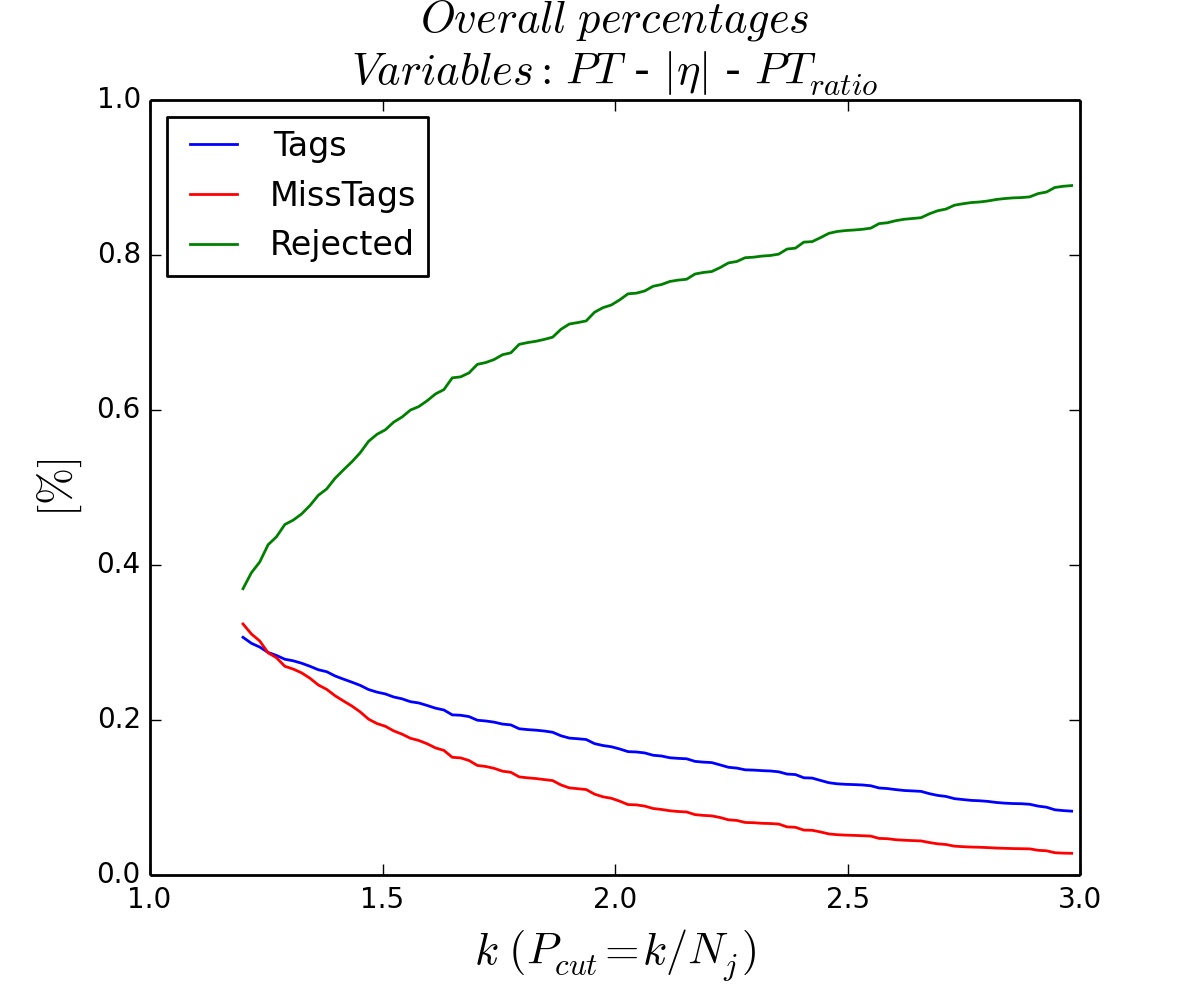 Overall percentages
Variables: PT - |η| - PT_ratio
1.0
Tags
MissTags
Rejected
0.8
0.6
[%]
0.4
0.2
0.0
1.0 1.5 2.0 2.5 3.0
k (P_cut = k/N_j)